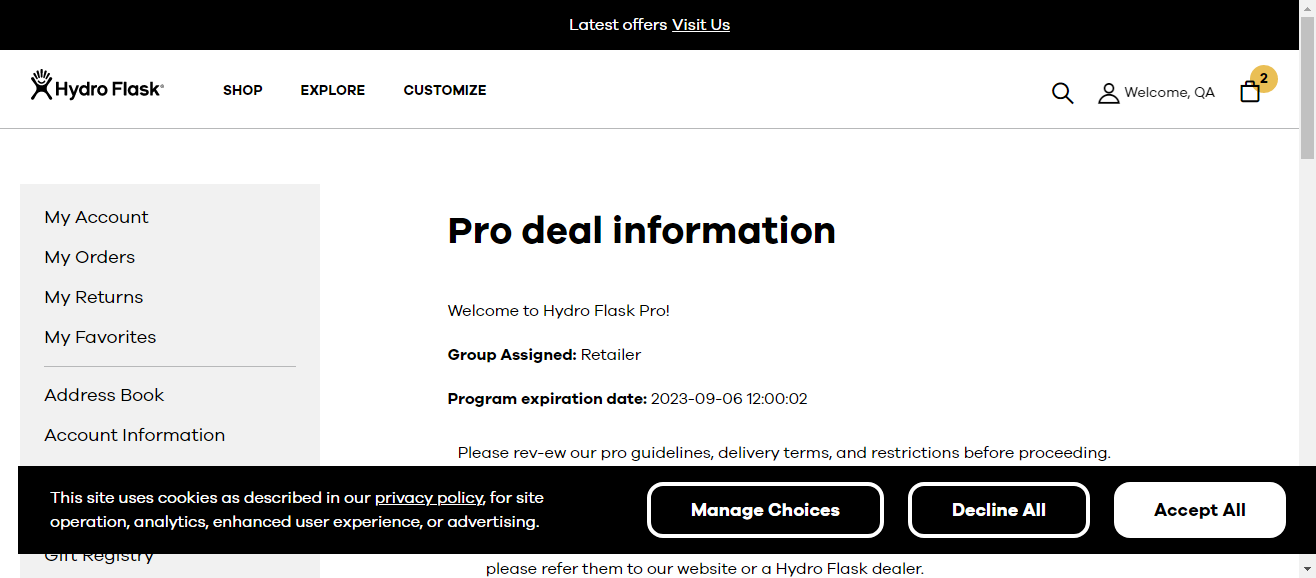 Latest offers Visit Us
Hydro Flask
SHOP EXPLORE CUSTOMIZE
Welcome, QA
2
My Account
My Orders
My Returns
My Favorites
Address Book
Account Information
Pro deal information
Welcome to Hydro Flask Pro!
Group Assigned: Retailer
Program expiration date: 2023-09-06 12:00:02
Please rev-ew our pro guidelines, delivery terms, and restrictions before proceeding.
This site uses cookies as described in our privacy policy, for site
operation, analytics, enhanced user experience, or advertising.
Manage Choices
Decline All
Accept All
Gift Registry
please refer them to our website or a Hydro Flask dealer.